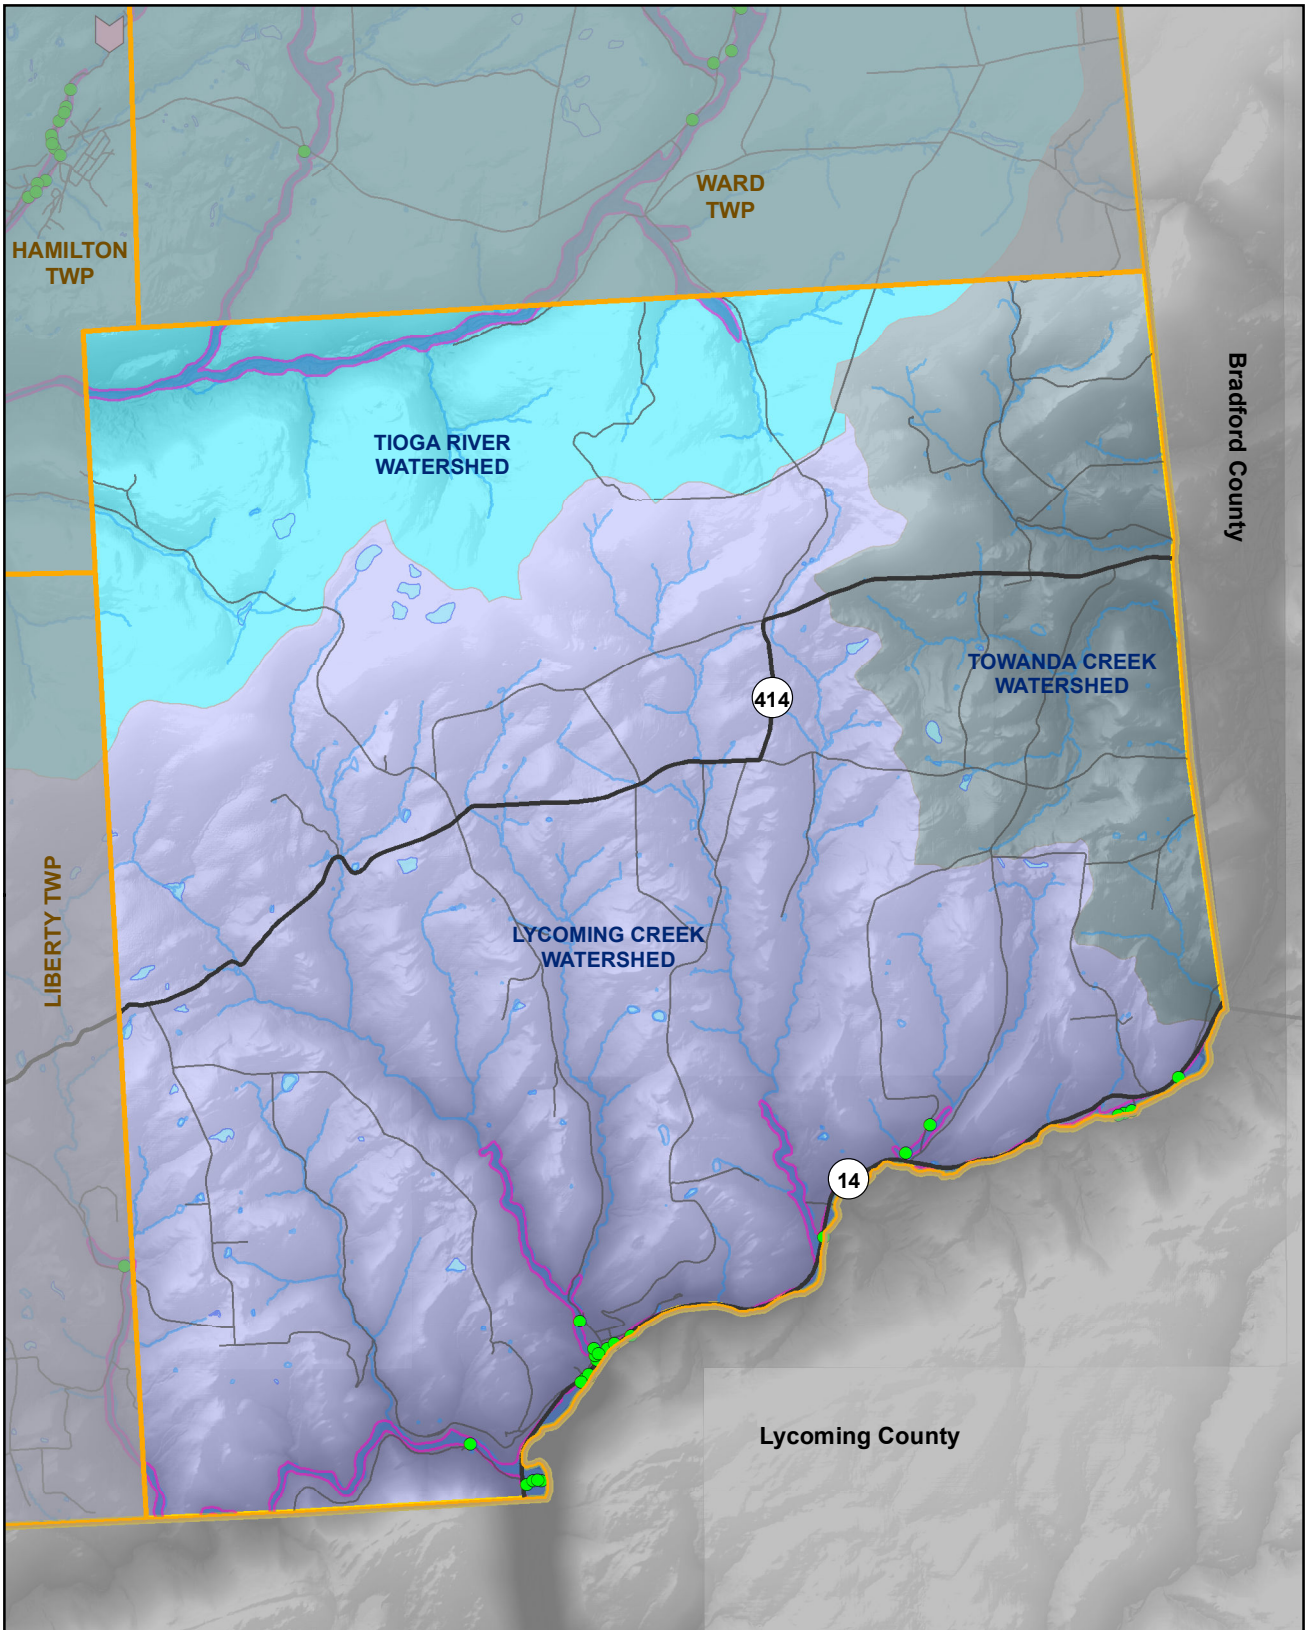 WARD
TWP
HAMILTON
TWP
Bradford County
TIOGA RIVER
WATERSHED
TOWANDA CREEK
WATERSHED
414
LIBERTY TWP
LYCOMING CREEK
WATERSHED
14
Lycoming County